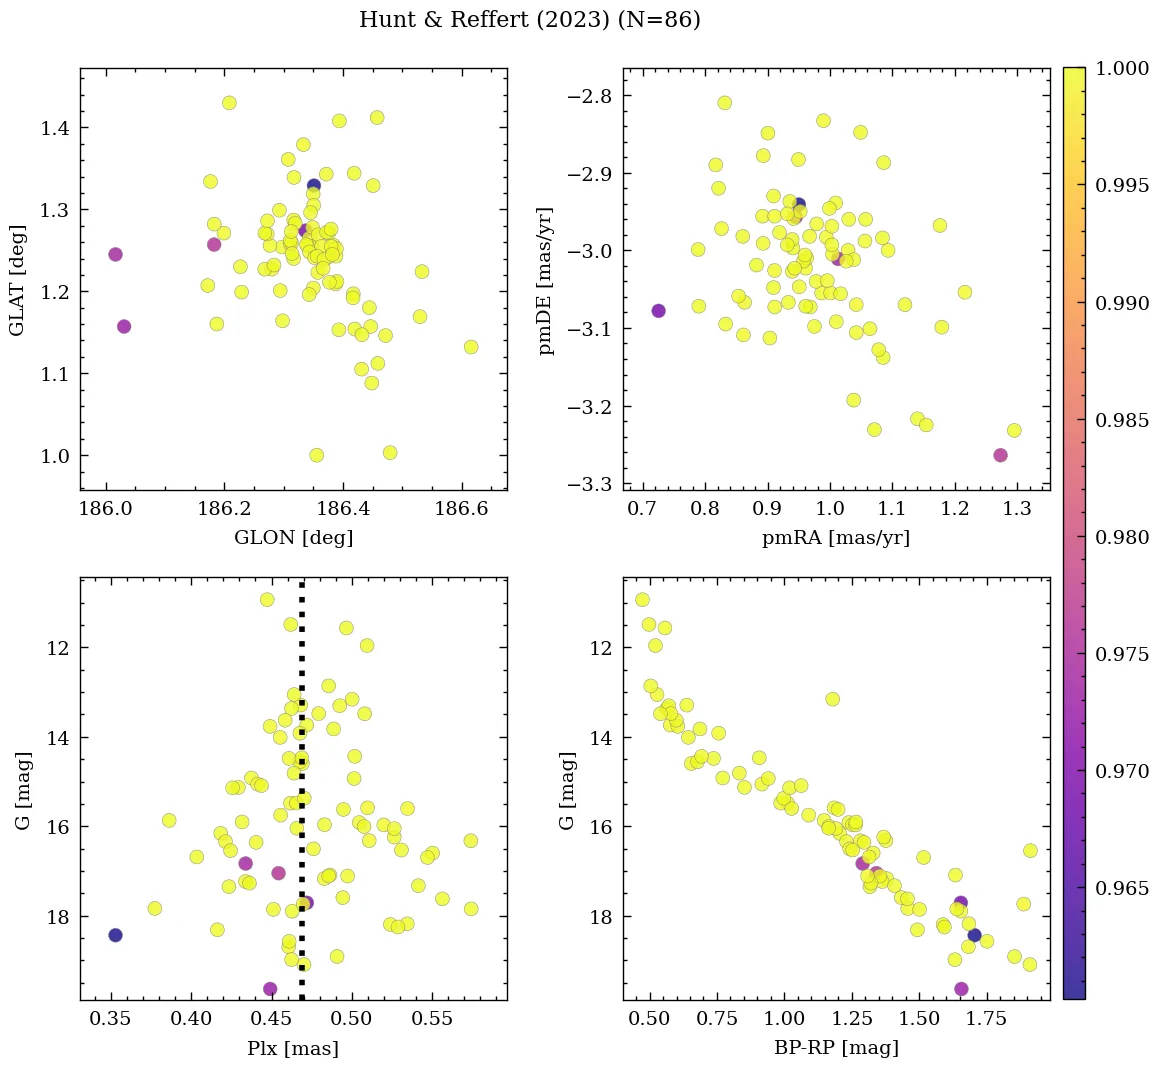 Hunt & Reffert (2023) (N=86)
1.4
1.3
1.2
1.1
1.0
GLAT [deg]
186.0 186.2 186.4 186.6
GLON [deg]
−2.8
−2.9
−3.0
−3.1
−3.2
−3.3
pmDE [mas/yr]
0.7 0.8 0.9 1.0 1.1 1.2 1.3
pmRA [mas/yr]
12
14
16
18
G [mag]
0.35 0.40 0.45 0.50 0.55
Plx [mas]
12
14
16
18
G [mag]
0.50 0.75 1.00 1.25 1.50 1.75
BP-RP [mag]
1.000
0.995
0.990
0.985
0.980
0.975
0.970
0.965